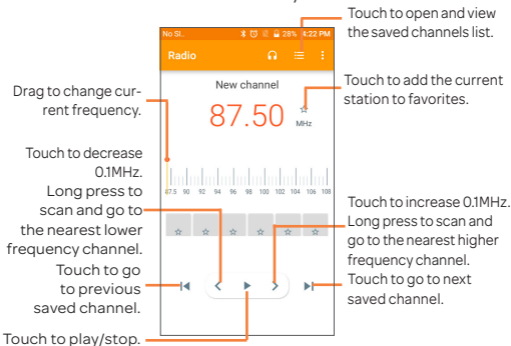 Touch to open and view
the saved channels list.
No SI.. 28% 4:22 PM
Radio
New channel
87.50
MHz
Touch to add the current
station to favorites.
Drag to change cur-
rent frequency.
87.5 90 92 94 96 98 100 102 104 106 108
Touch to decrease
0.1MHz.
Long press to
scan and go to
the nearest lower
frequency channel.
Touch to increase 0.1MHz.
Long press to scan and
go to the nearest higher
frequency channel.
Touch to go
to previous
saved channel.
Touch to go to next
saved channel.
Touch to play/stop.